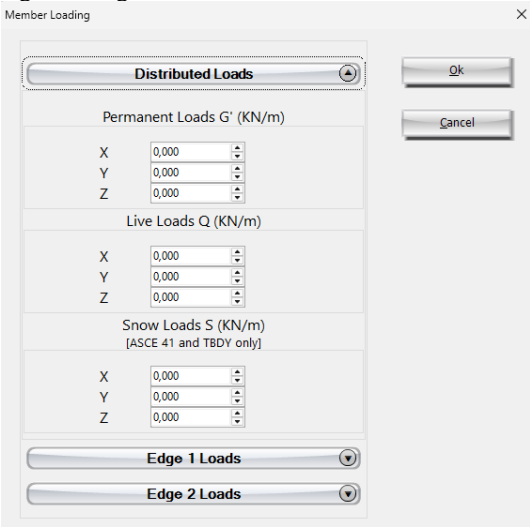 Member Loading
Distributed Loads
Ok
Permanent Loads G' (KN/m)
Cancel
X 0,000
Y 0,000
Z 0,000
Live Loads Q (KN/m)
X 0,000
Y 0,000
Z 0,000
Snow Loads S (KN/m)
[ASCE 41 and TBDY only]
X 0,000
Y 0,000
Z 0,000
Edge 1 Loads
Edge 2 Loads